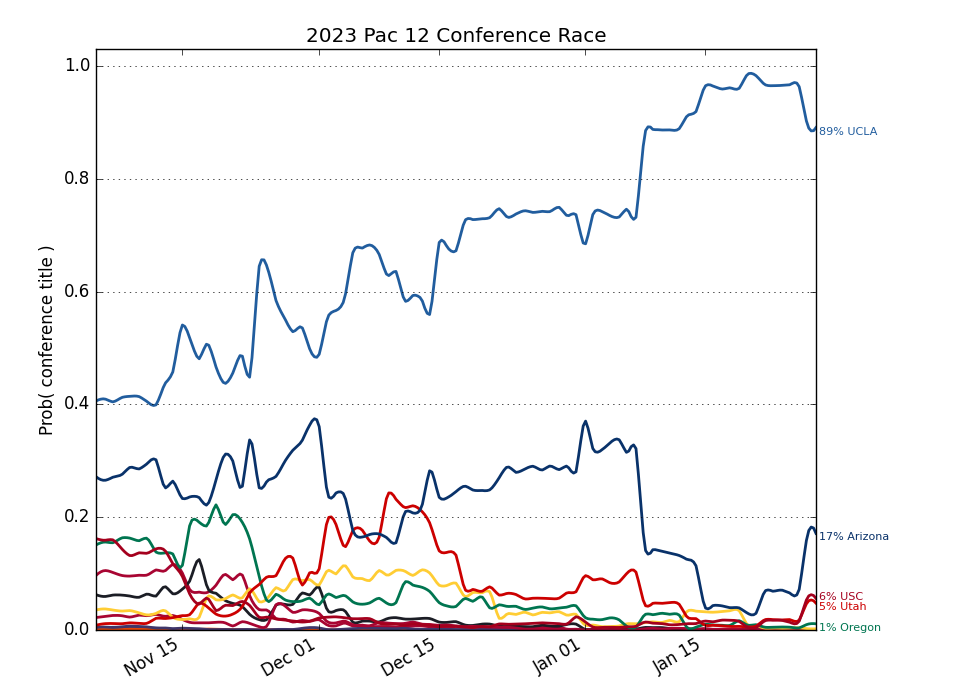 2023 Pac 12 Conference Race
1.0
0.8
0.6
0.4
0.2
0.0
Prob( conference title )
89% UCLA
17% Arizona
6% USC
5% Utah
1% Oregon
Nov 15
Dec 01
Dec 15
Jan 01
Jan 15